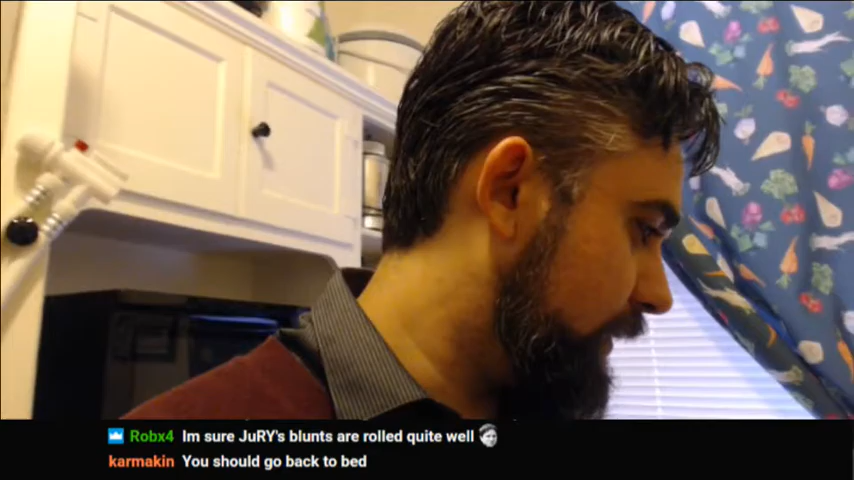 Robx4 Im sure JuRY's blunts are rolled quite well
karmakin You should go back to bed